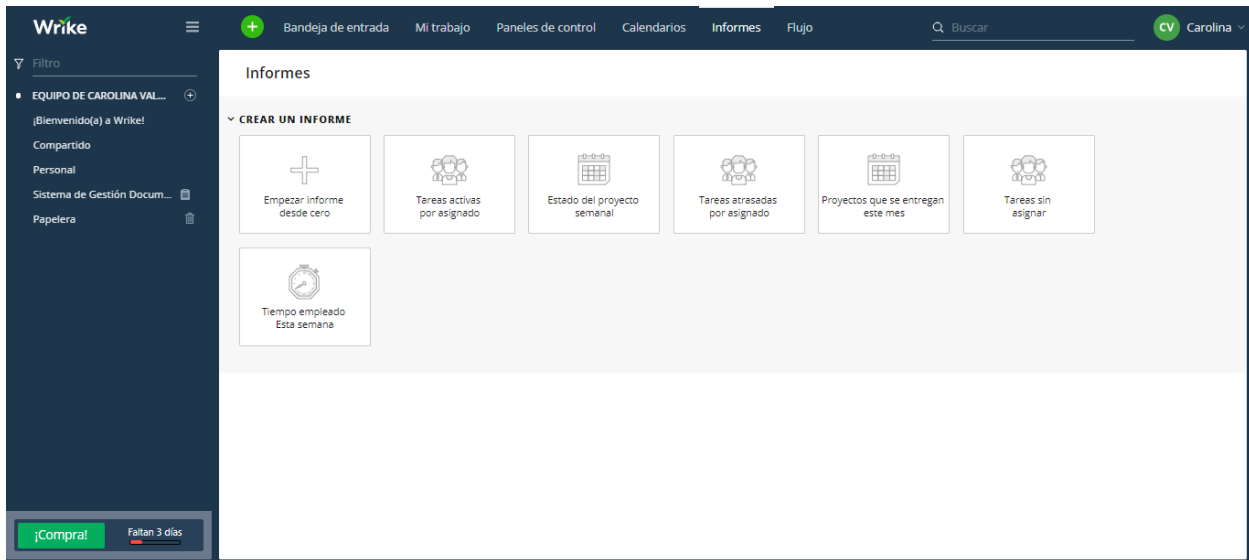 Wrike
Bandeja de entrada
Mi trabajo
Paneles de control
Calendarios
Informes
Flujo
Buscar
CV
Carolina
Filtro
EQUIPO DE CAROLINA VAL...
¡Bienvenido(a) a Wrike!
Compartido
Personal
Sistema de Gestión Docum...
Papelera
¡Compra!
Faltan 3 días
Informes
CREAR UN INFORME
Empezar informe
desde cero
Tareas activas
por asignado
Estado del proyecto
semanal
Tareas atrasadas
por asignado
Proyectos que se entregan
este mes
Tareas sin
asignar
Tiempo empleado
Esta semana